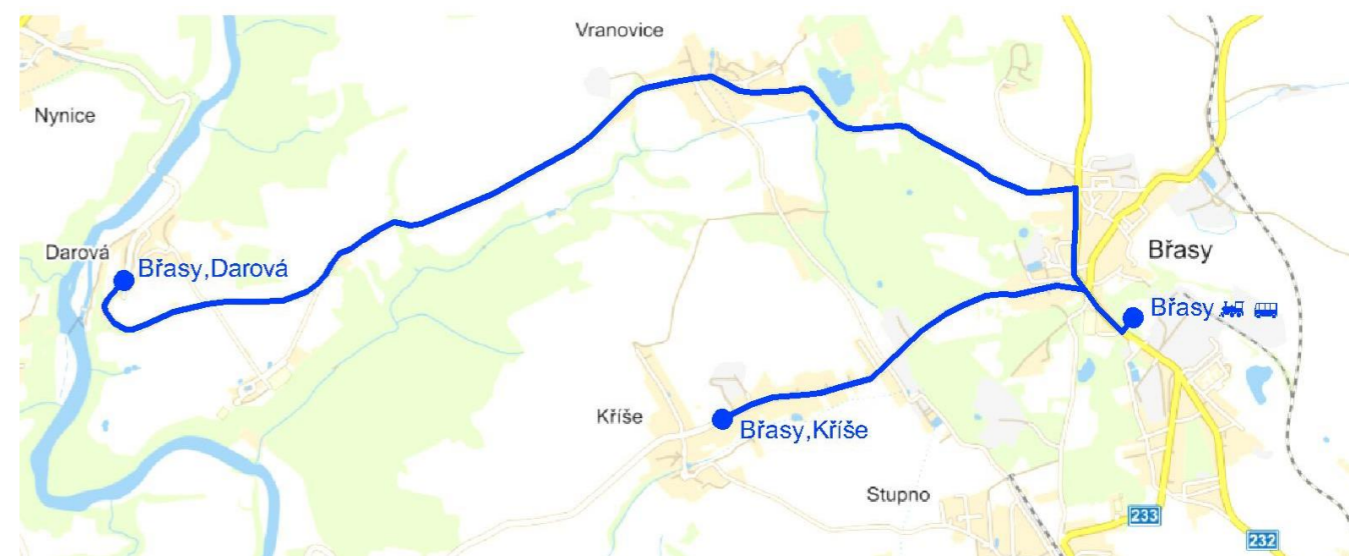 Vranovice
Nynice
Darová
Břasy,Darová
Břasy
Břasy
Kříše
Břasy,Kříše
Stupno
233
232